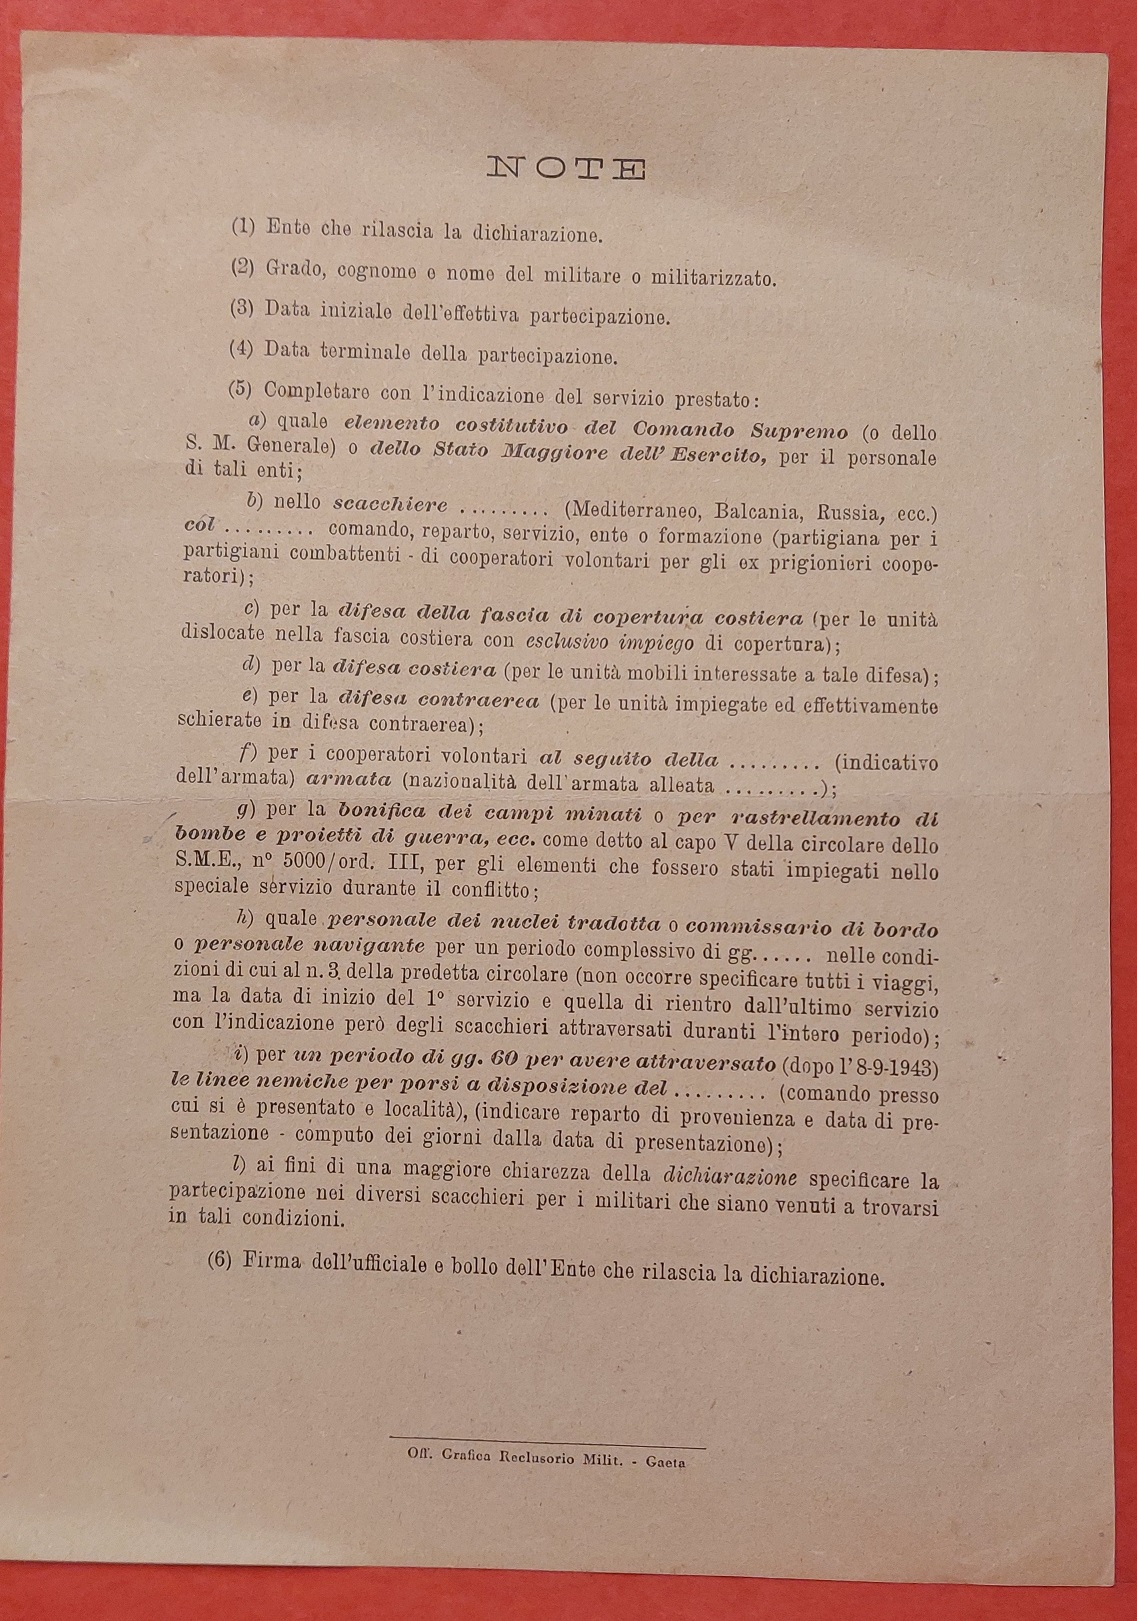 NOTE
(1) Ente che rilascia la dichiarazione.
(2) Grado, cognome e nome del militare o militarizzato.
(3) Data iniziale dell'effettiva partecipazione.
(4) Data terminale della partecipazione.
(5) Completare con l'indicazione del servizio prestato:
a) quale elemento costitutivo del Comando Supremo (o dello
S. M. Generale) o dello Stato Maggiore dell' Esercito, per il personale
di tali enti;
b) nello scacchiere ......... (Mediterraneo, Balcania, Russia, ecc.)
col ......... comando, reparto, servizio, ente o formazione (partigiana per i
partigiani combattenti - di cooperatori volontari per gli ex prigionieri coope-
ratori);
c) per la difesa della fascia di copertura costiera (per le unità
dislocate nella fascia costiera con esclusivo impiego di copertura);
d) per la difesa costiera (per le unità mobili interessate a tale difesa);
e) per la difesa contraerea (per le unità impiegate ed effettivamente
schierate in difesa contraerea);
f) per i cooperatori volontari al seguito della ......... (indicativo
dell'armata) armata (nazionalità dell'armata alleata .........);
g) per la bonifica dei campi minati o per rastrellamento di
bombe e proietti di guerra, ecc. come detto al capo V della circolare dello
S.M.E., nº 5000/ord. III, per gli elementi che fossero stati impiegati nello
speciale servizio durante il conflitto;
h) quale personale dei nuclei tradotta o commissario di bordo
o personale navigante per un periodo complessivo di gg...... nelle condi-
zioni di cui al n. 3. della predetta circolare (non occorre specificare tutti i viaggi,
ma la data di inizio del 1º servizio e quella di rientro dall'ultimo servizio
con l'indicazione però degli scacchieri attraversati duranti l'intero periodo);
i) per un periodo di gg. 60 per avere attraversato (dopo l' 8-9-1943)
le linee nemiche per porsi a disposizione del ......... (comando presso
cui si è presentato e località), (indicare reparto di provenienza e data di pre-
sentazione - computo dei giorni dalla data di presentazione);
l) ai fini di una maggiore chiarezza della dichiarazione specificare la
partecipazione nei diversi scacchieri per i militari che siano venuti a trovarsi
in tali condizioni.
(6) Firma dell'ufficiale e bollo dell'Ente che rilascia la dichiarazione.
Off. Grafica Reclusorio Milit. - Gaeta